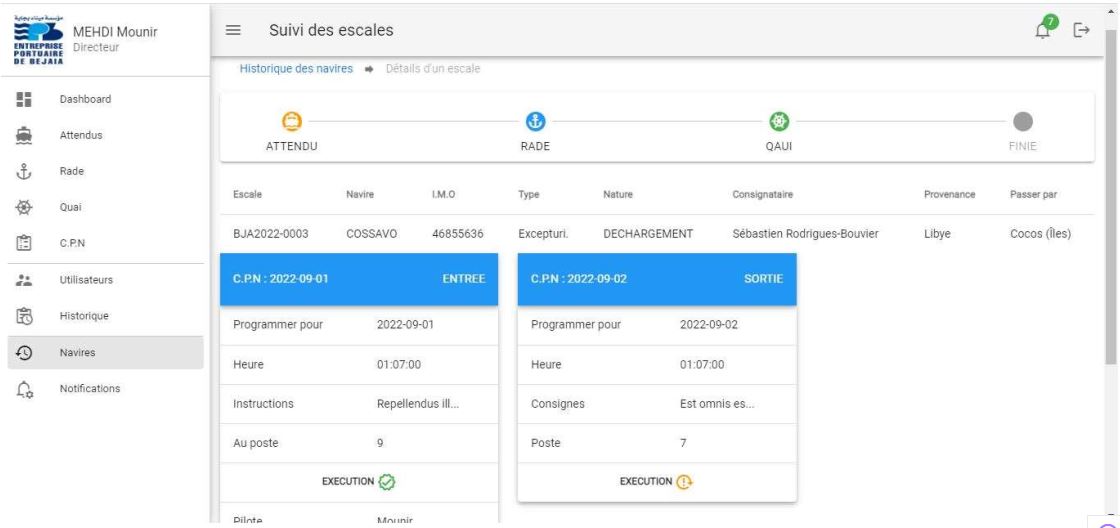 مؤسسة ميناء بجاية
ENTREPRISE
PORTUAIRE
DE BEJAIA
MEHDI Mounir
Directeur
Dashboard
Attendus
Rade
Quai
C.P.N
Utilisateurs
Historique
Navires
Notifications
Suivi des escales
7
Historique des navires Détails d'un escale
ATTENDU RADE QAUI FINIE
Escale Navire I.M.O Type Nature Consignataire Provenance Passer par
BJA2022-0003 COSSAVO 46855636 Excepturi. DECHARGEMENT Sébastien Rodrigues-Bouvier Libye Cocos (Îles)
C.P.N : 2022-09-01 ENTREE
Programmer pour 2022-09-01
Heure 01:07:00
Instructions Repellendus ill...
Au poste 9
EXECUTION
Pilote Mounir
C.P.N : 2022-09-02 SORTIE
Programmer pour 2022-09-02
Heure 01:07:00
Consignes Est omnis es...
Poste 7
EXECUTION